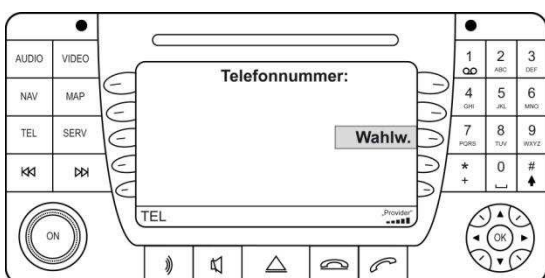 AUDIO VIDEO
NAV MAP
TEL SERV
ON
Telefonnummer:
Wahlw.
TEL
„Provider“
1 2 3
ABC DEF
4 5 6
GHI JKL MNO
7 8 9
PQRS TUV WXYZ
* 0 #
+
OK